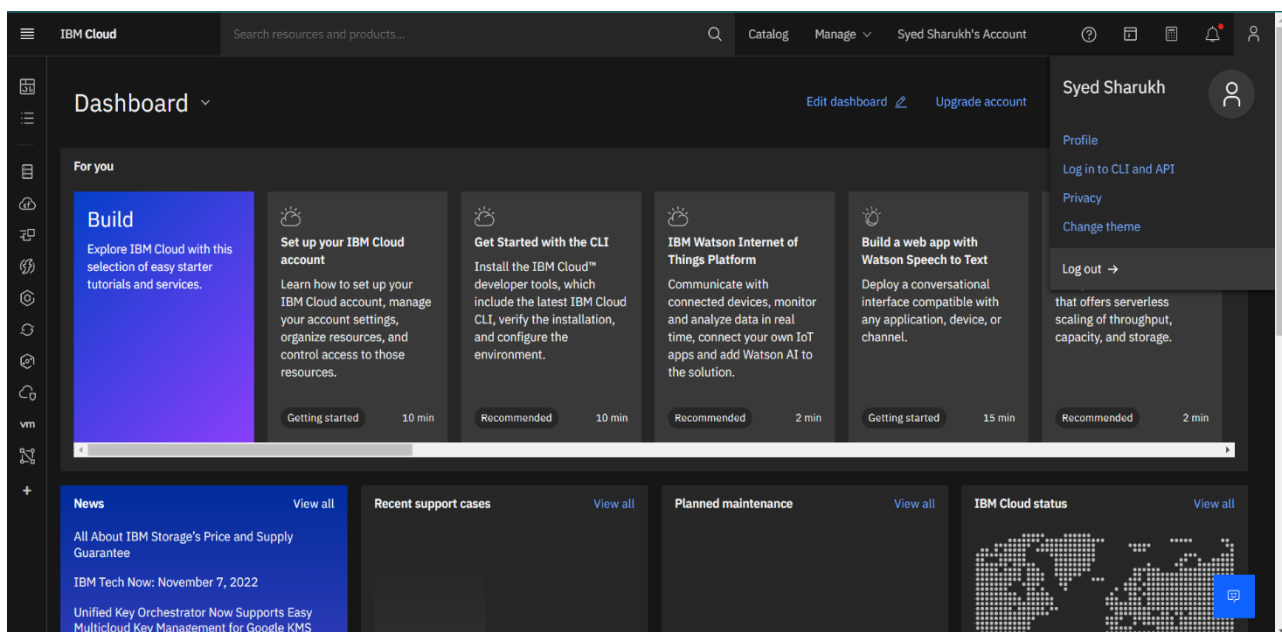 IBM Cloud
Search resources and products...
Catalog
Manage
Syed Sharukh's Account
Syed Sharukh
Profile
Log in to CLI and API
Privacy
Change theme
Log out →
Dashboard
Edit dashboard
Upgrade account
For you
Build
Explore IBM Cloud with this
selection of easy starter
tutorials and services.
Set up your IBM Cloud
account
Learn how to set up your
IBM Cloud account, manage
your account settings,
organize resources, and
control access to those
resources.
Getting started
10 min
Get Started with the CLI
Install the IBM Cloud™
developer tools, which
include the latest IBM Cloud
CLI, verify the installation,
and configure the
environment.
Recommended
10 min
IBM Watson Internet of
Things Platform
Communicate with
connected devices, monitor
and analyze data in real
time, connect your own IoT
apps and add Watson AI to
the solution.
Recommended
2 min
Build a web app with
Watson Speech to Text
Deploy a conversational
interface compatible with
any application, device, or
channel.
Getting started
15 min
that offers serverless
scaling of throughput,
capacity, and storage.
Recommended
2 min
vm
News
View all
All About IBM Storage's Price and Supply
Guarantee
IBM Tech Now: November 7, 2022
Unified Key Orchestrator Now Supports Easy
Multicloud Key Management for Google KMS
Recent support cases
View all
Planned maintenance
View all
IBM Cloud status
View all